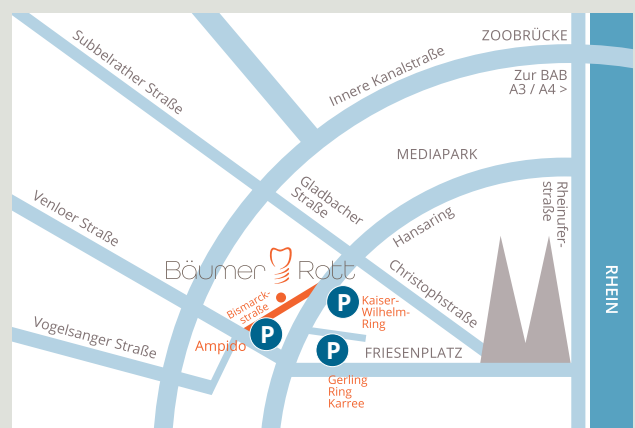 ZOOBRÜCKE
Subbelrather Straße
Innere Kanalstraße
Zur BAB
A3 / A4 >
MEDIAPARK
Gladbacher
Straße
Rheinufer-
straße
Venloer Straße
Hansaring
Bäumer Rott
Christophstraße
RHEIN
Bismarck-
straße
P
Kaiser-
Wilhelm-
Ring
Vogelsanger Straße
Ampido
P
P
FRIESENPLATZ
Gerling
Ring
Karree